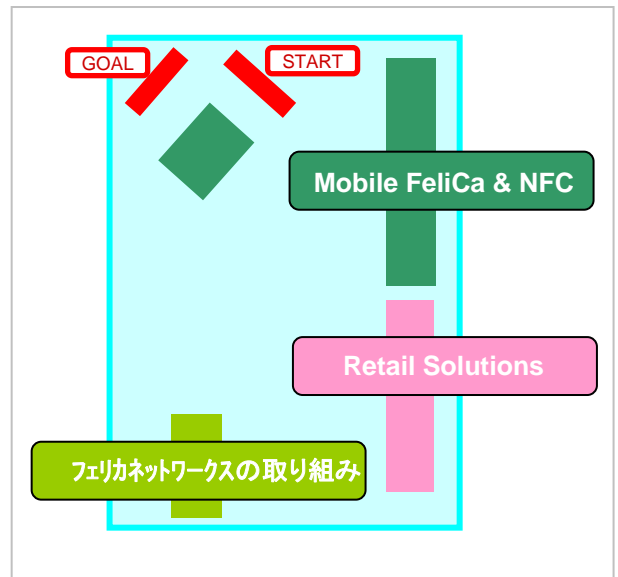 GOAL
START
Mobile FeliCa & NFC
Retail Solutions
フェリカネットワークスの取り組み